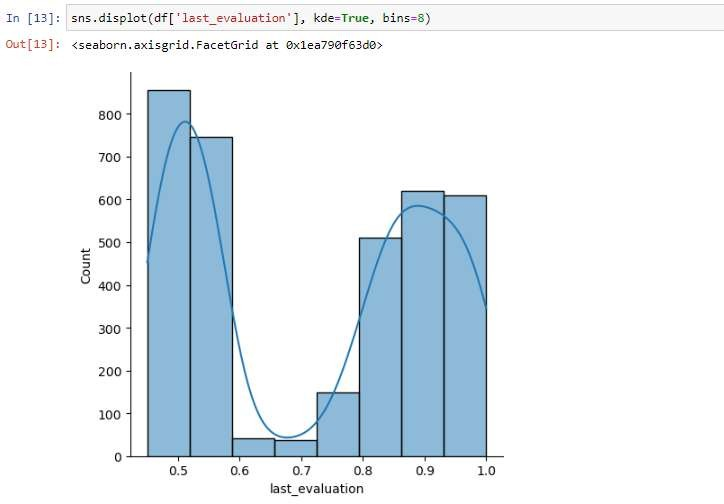 In [13]: sns.displot(df['last_evaluation'], kde=True, bins=8)
Out[13]: <seaborn.axisgrid.FacetGrid at 0x1ea790f63d0>
800
700
600
500
400
300
200
100
0
Count
0.5 0.6 0.7 0.8 0.9 1.0
last_evaluation